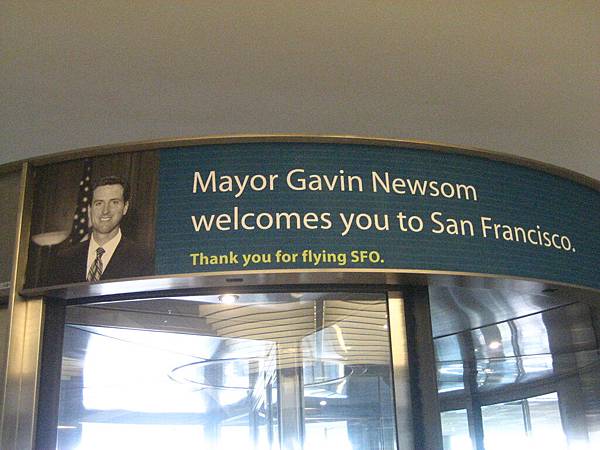 Mayor Gavin Newsom
welcomes you to San Francisco.
Thank you for flying SFO.